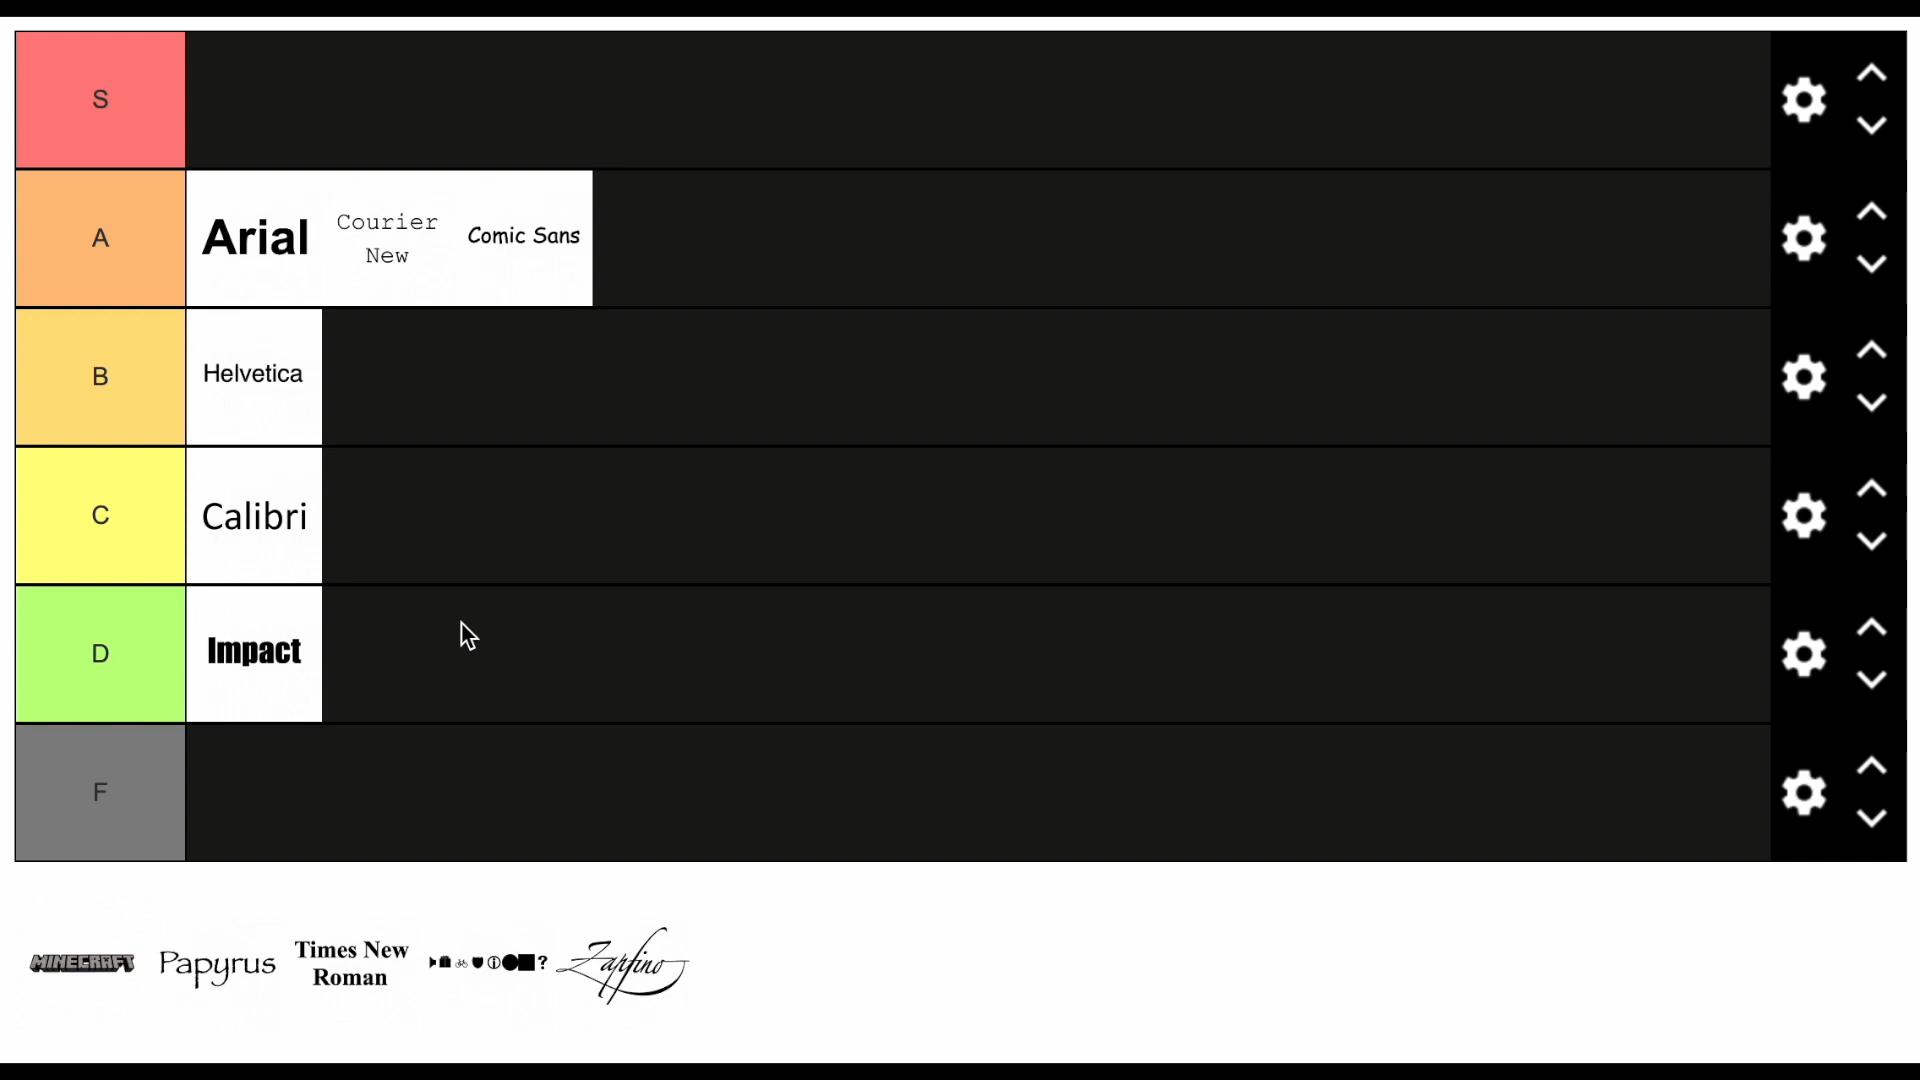 S
A
Arial
Courier
New
Comic Sans
B
Helvetica
C
Calibri
D
Impact
F
MINECRAFT
Papyrus
Times New
Roman
?
Zapfino